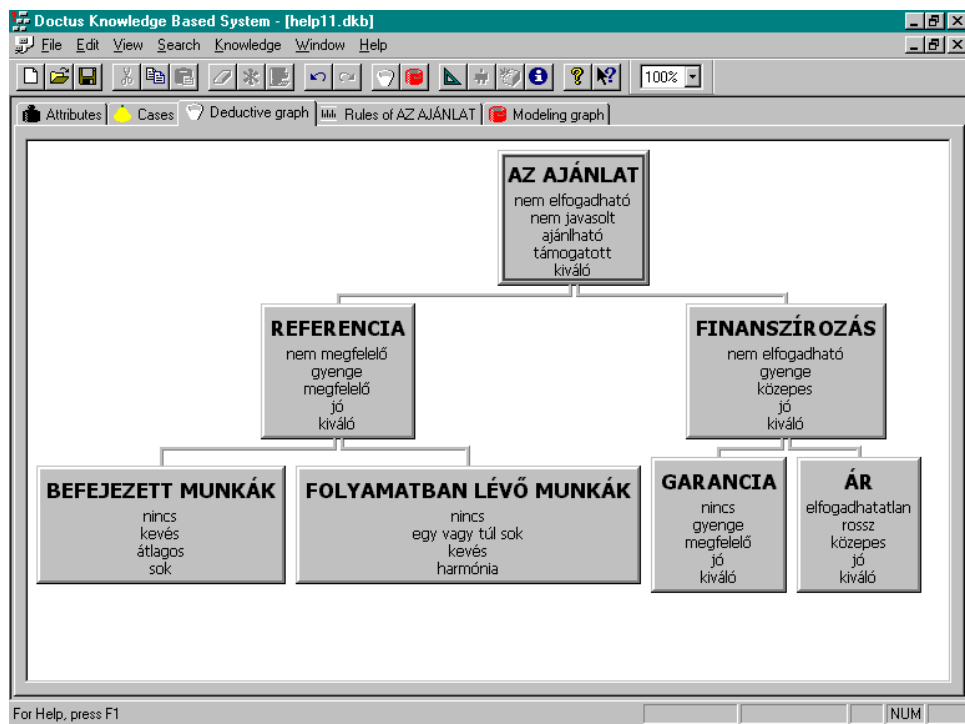 Doctus Knowledge Based System - [help11.dkb]
File Edit View Search Knowledge Window Help
100%
Attributes Cases Deductive graph Rules of AZ AJÁNLAT Modeling graph
AZ AJÁNLAT
nem elfogadható
nem javasolt
ajánlható
támogatott
kiváló
REFERENCIA
nem megfelelő
gyenge
megfelelő
jó
kiváló
FINANSZÍROZÁS
nem elfogadható
gyenge
közepes
jó
kiváló
BEFEJEZETT MUNKÁK
nincs
kevés
átlagos
sok
FOLYAMATBAN LÉVŐ MUNKÁK
nincs
egy vagy túl sok
kevés
harmónia
GARANCIA
nincs
gyenge
megfelelő
jó
kiváló
ÁR
elfogadhatatlan
rossz
közepes
jó
kiváló
For Help, press F1
NUM